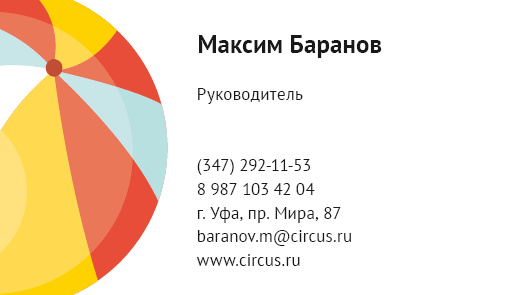 Максим Баранов
Руководитель
(347) 292-11-53
8 987 103 42 04
г. Уфа, пр. Мира, 87
baranov.m@circus.ru
www.circus.ru